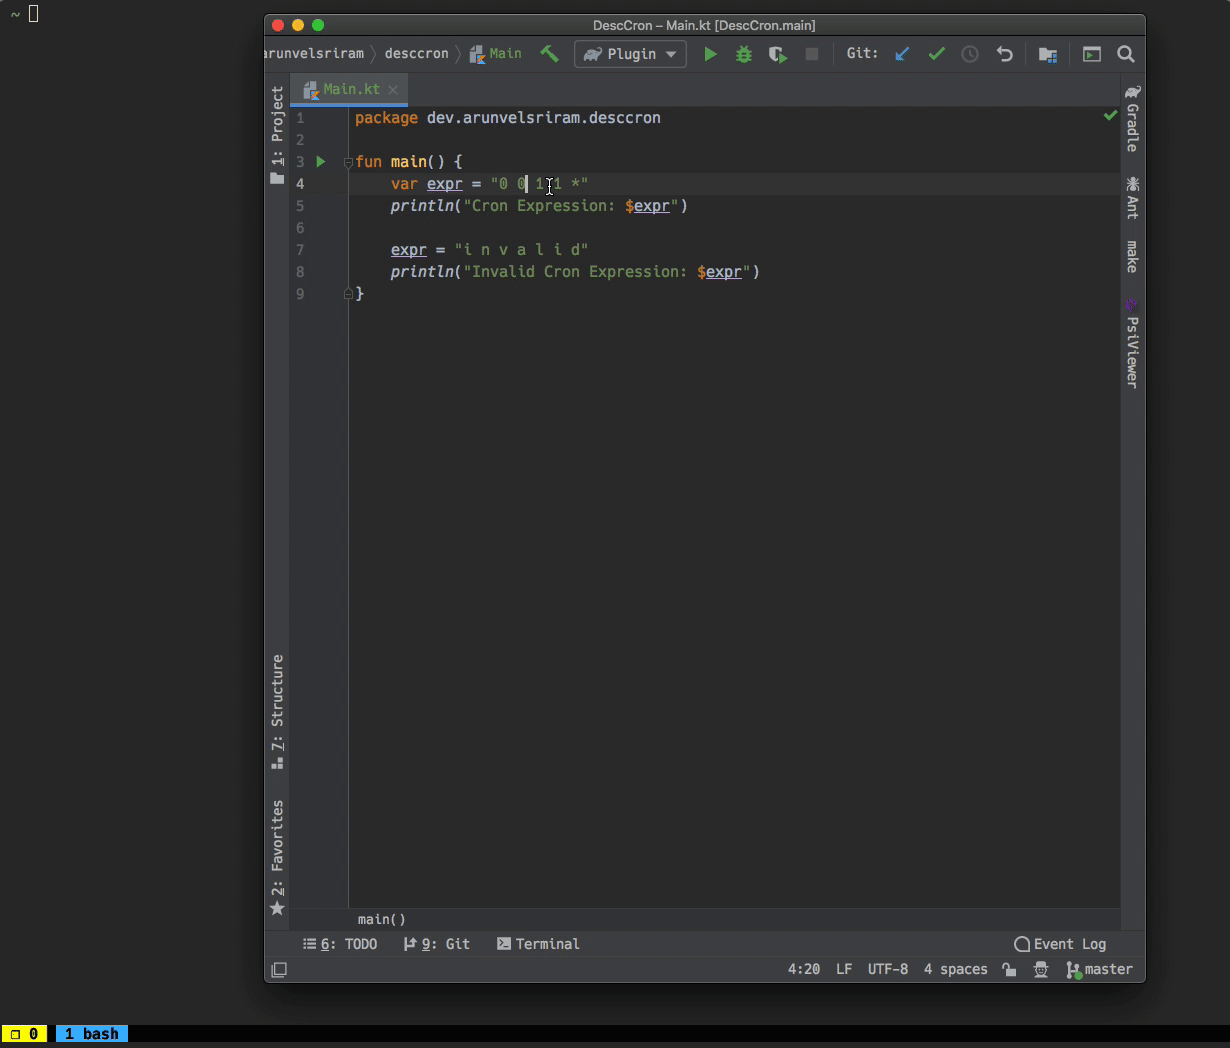 ~
DescCron – Main.kt [DescCron.main]
arunvelsriram desccron Main Plugin Git:
Main.kt
1: Project
1 package dev.arunvelsriram.desccron
2
3 fun main() {
4 var expr = "0 0 1 1 *"
5 println("Cron Expression: $expr")
6
7 expr = "i n v a l i d"
8 println("Invalid Cron Expression: $expr")
9 }
Gradle
Ant
make
PsiViewer
7: Structure
2: Favorites
main()
6: TODO 9: Git Terminal Event Log
4:20 LF UTF-8 4 spaces master
0 1 bash